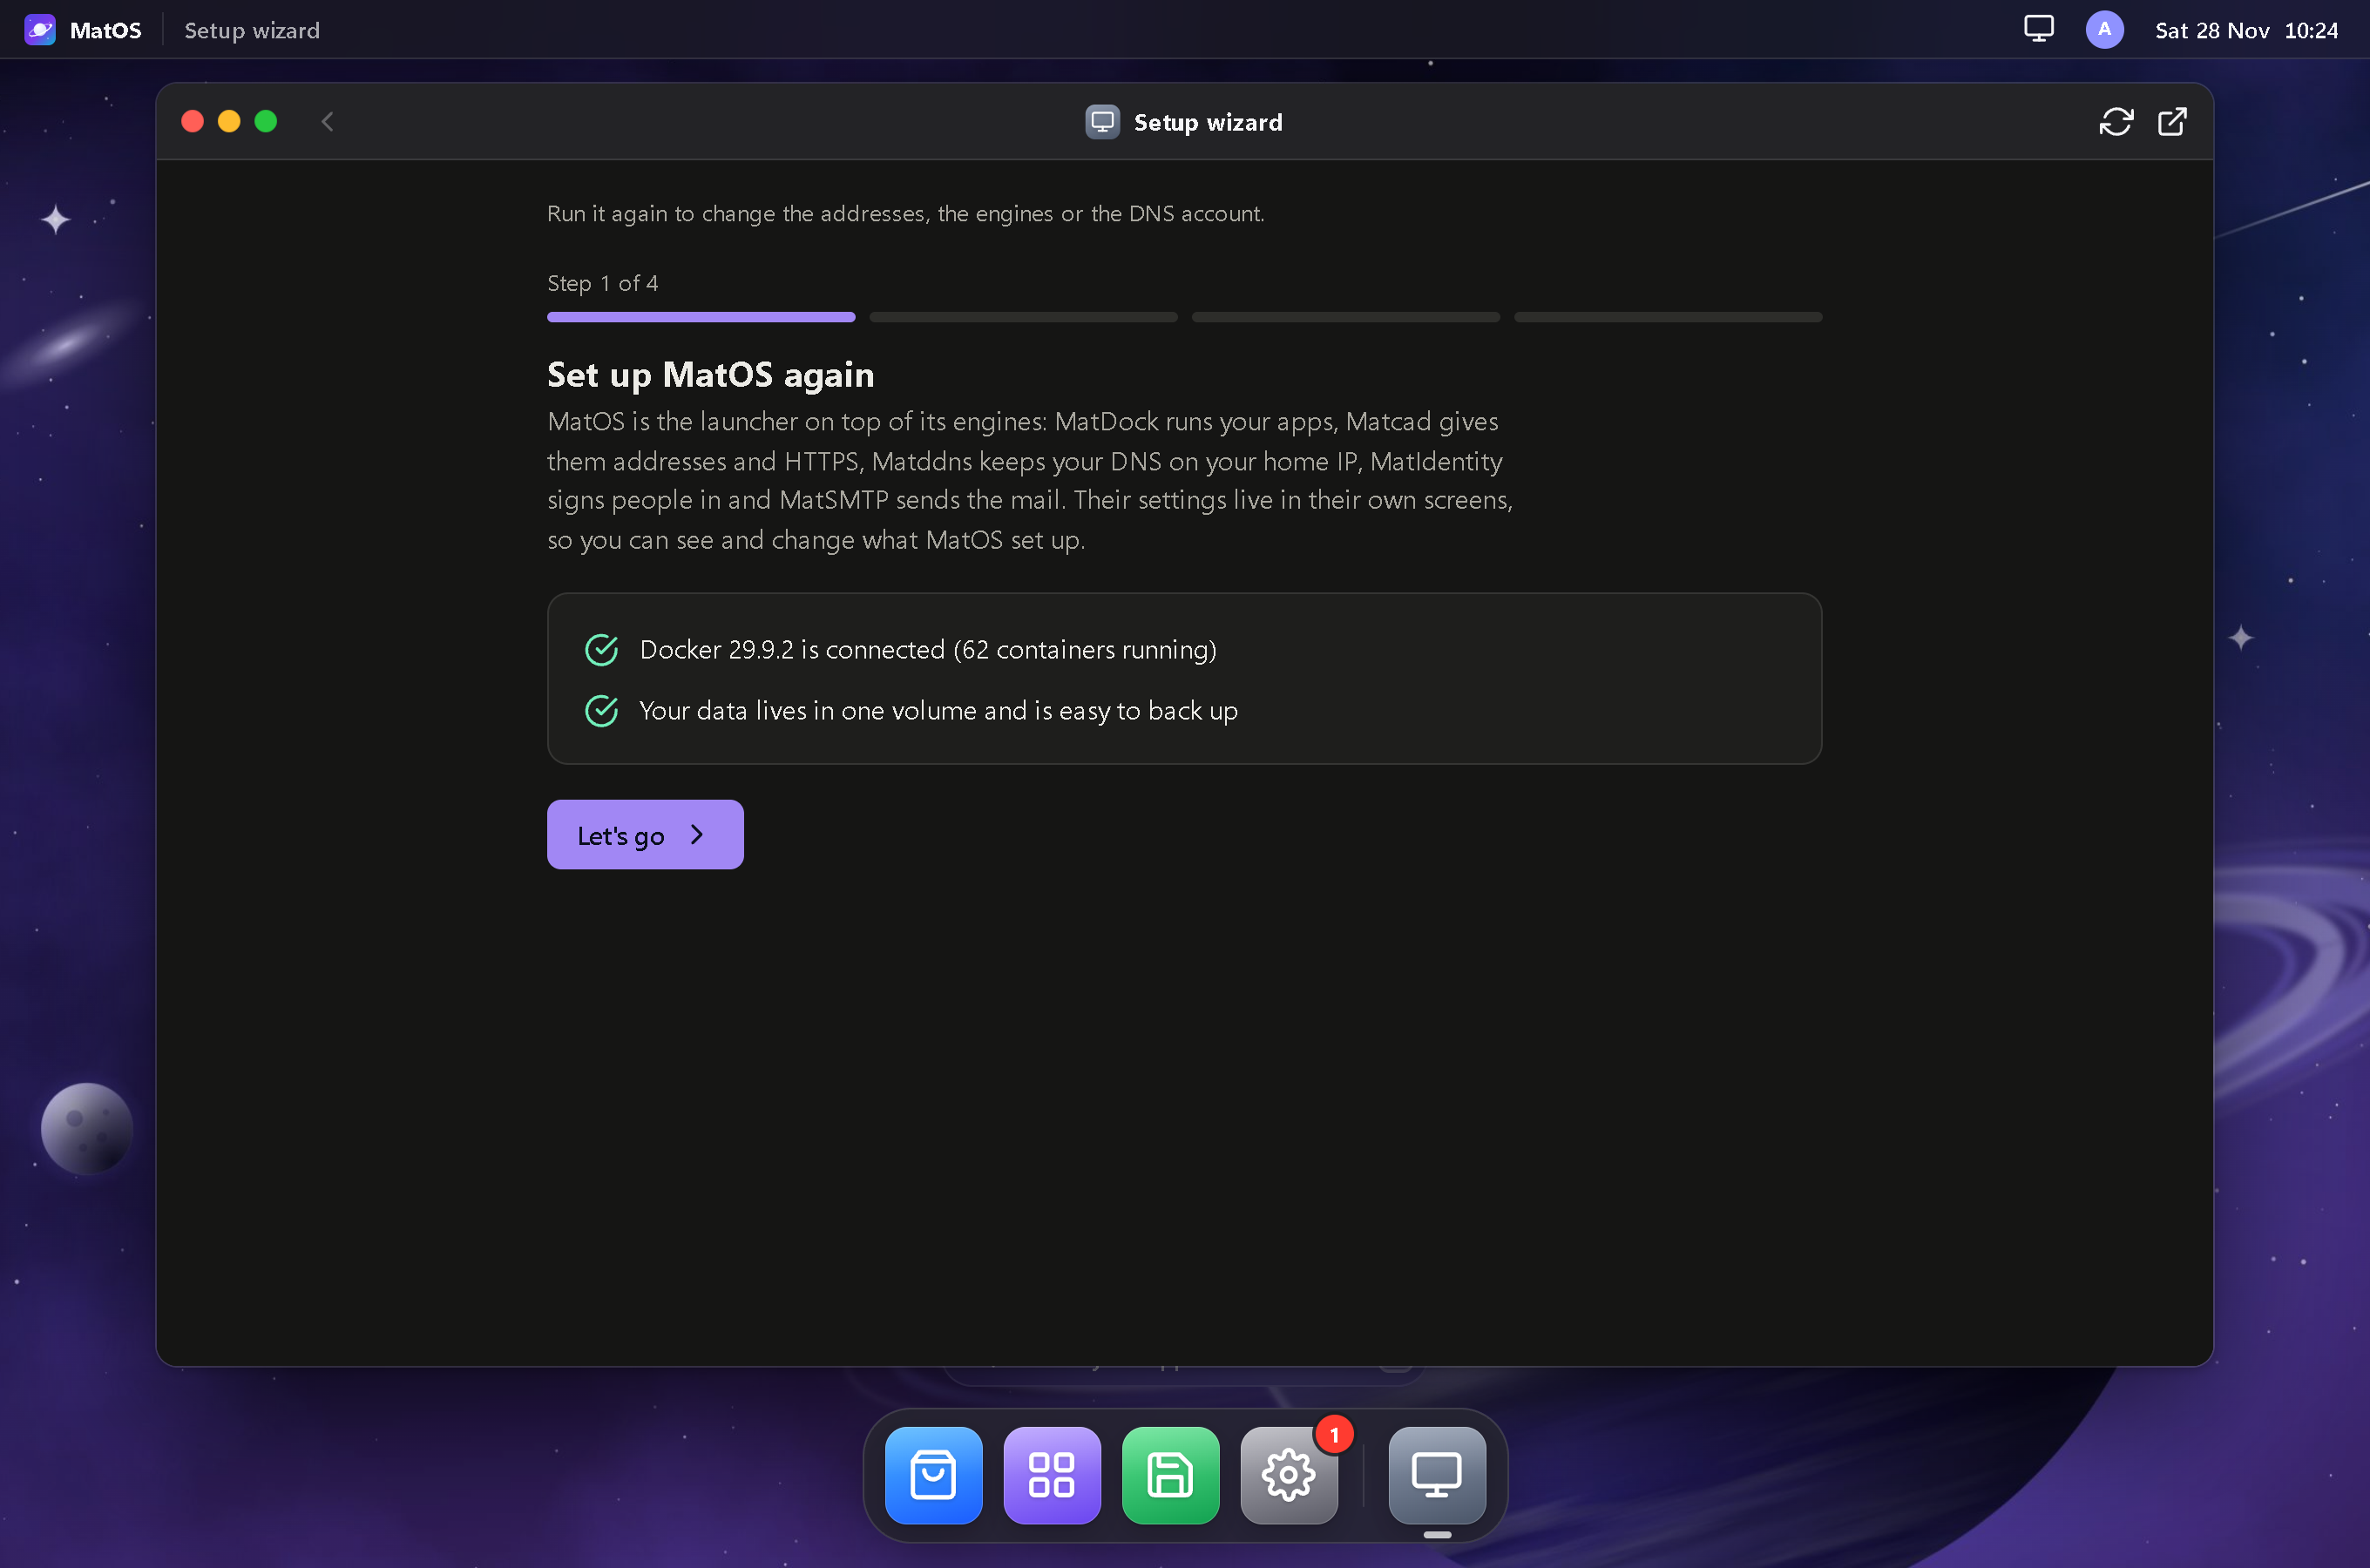 MatOS
Setup wizard
A
Sat 28 Nov 10:24
Setup wizard
Run it again to change the addresses, the engines or the DNS account.
Step 1 of 4
Set up MatOS again
MatOS is the launcher on top of its engines: MatDock runs your apps, Matcad gives
them addresses and HTTPS, Matddns keeps your DNS on your home IP, MatIdentity
signs people in and MatSMTP sends the mail. Their settings live in their own screens,
so you can see and change what MatOS set up.
Docker 29.9.2 is connected (62 containers running)
Your data lives in one volume and is easy to back up
Let's go
1